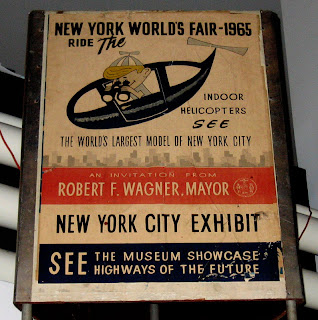 NEW YORK WORLD'S FAIR-1965
RIDE The
INDOOR
HELICOPTERS
SEE
THE WORLD'S LARGEST MODEL OF NEW YORK CITY
AN INVITATION FROM
ROBERT F. WAGNER, MAYOR
NEW YORK CITY EXHIBIT
SEE THE MUSEUM SHOWCASE
HIGHWAYS OF THE FUTURE